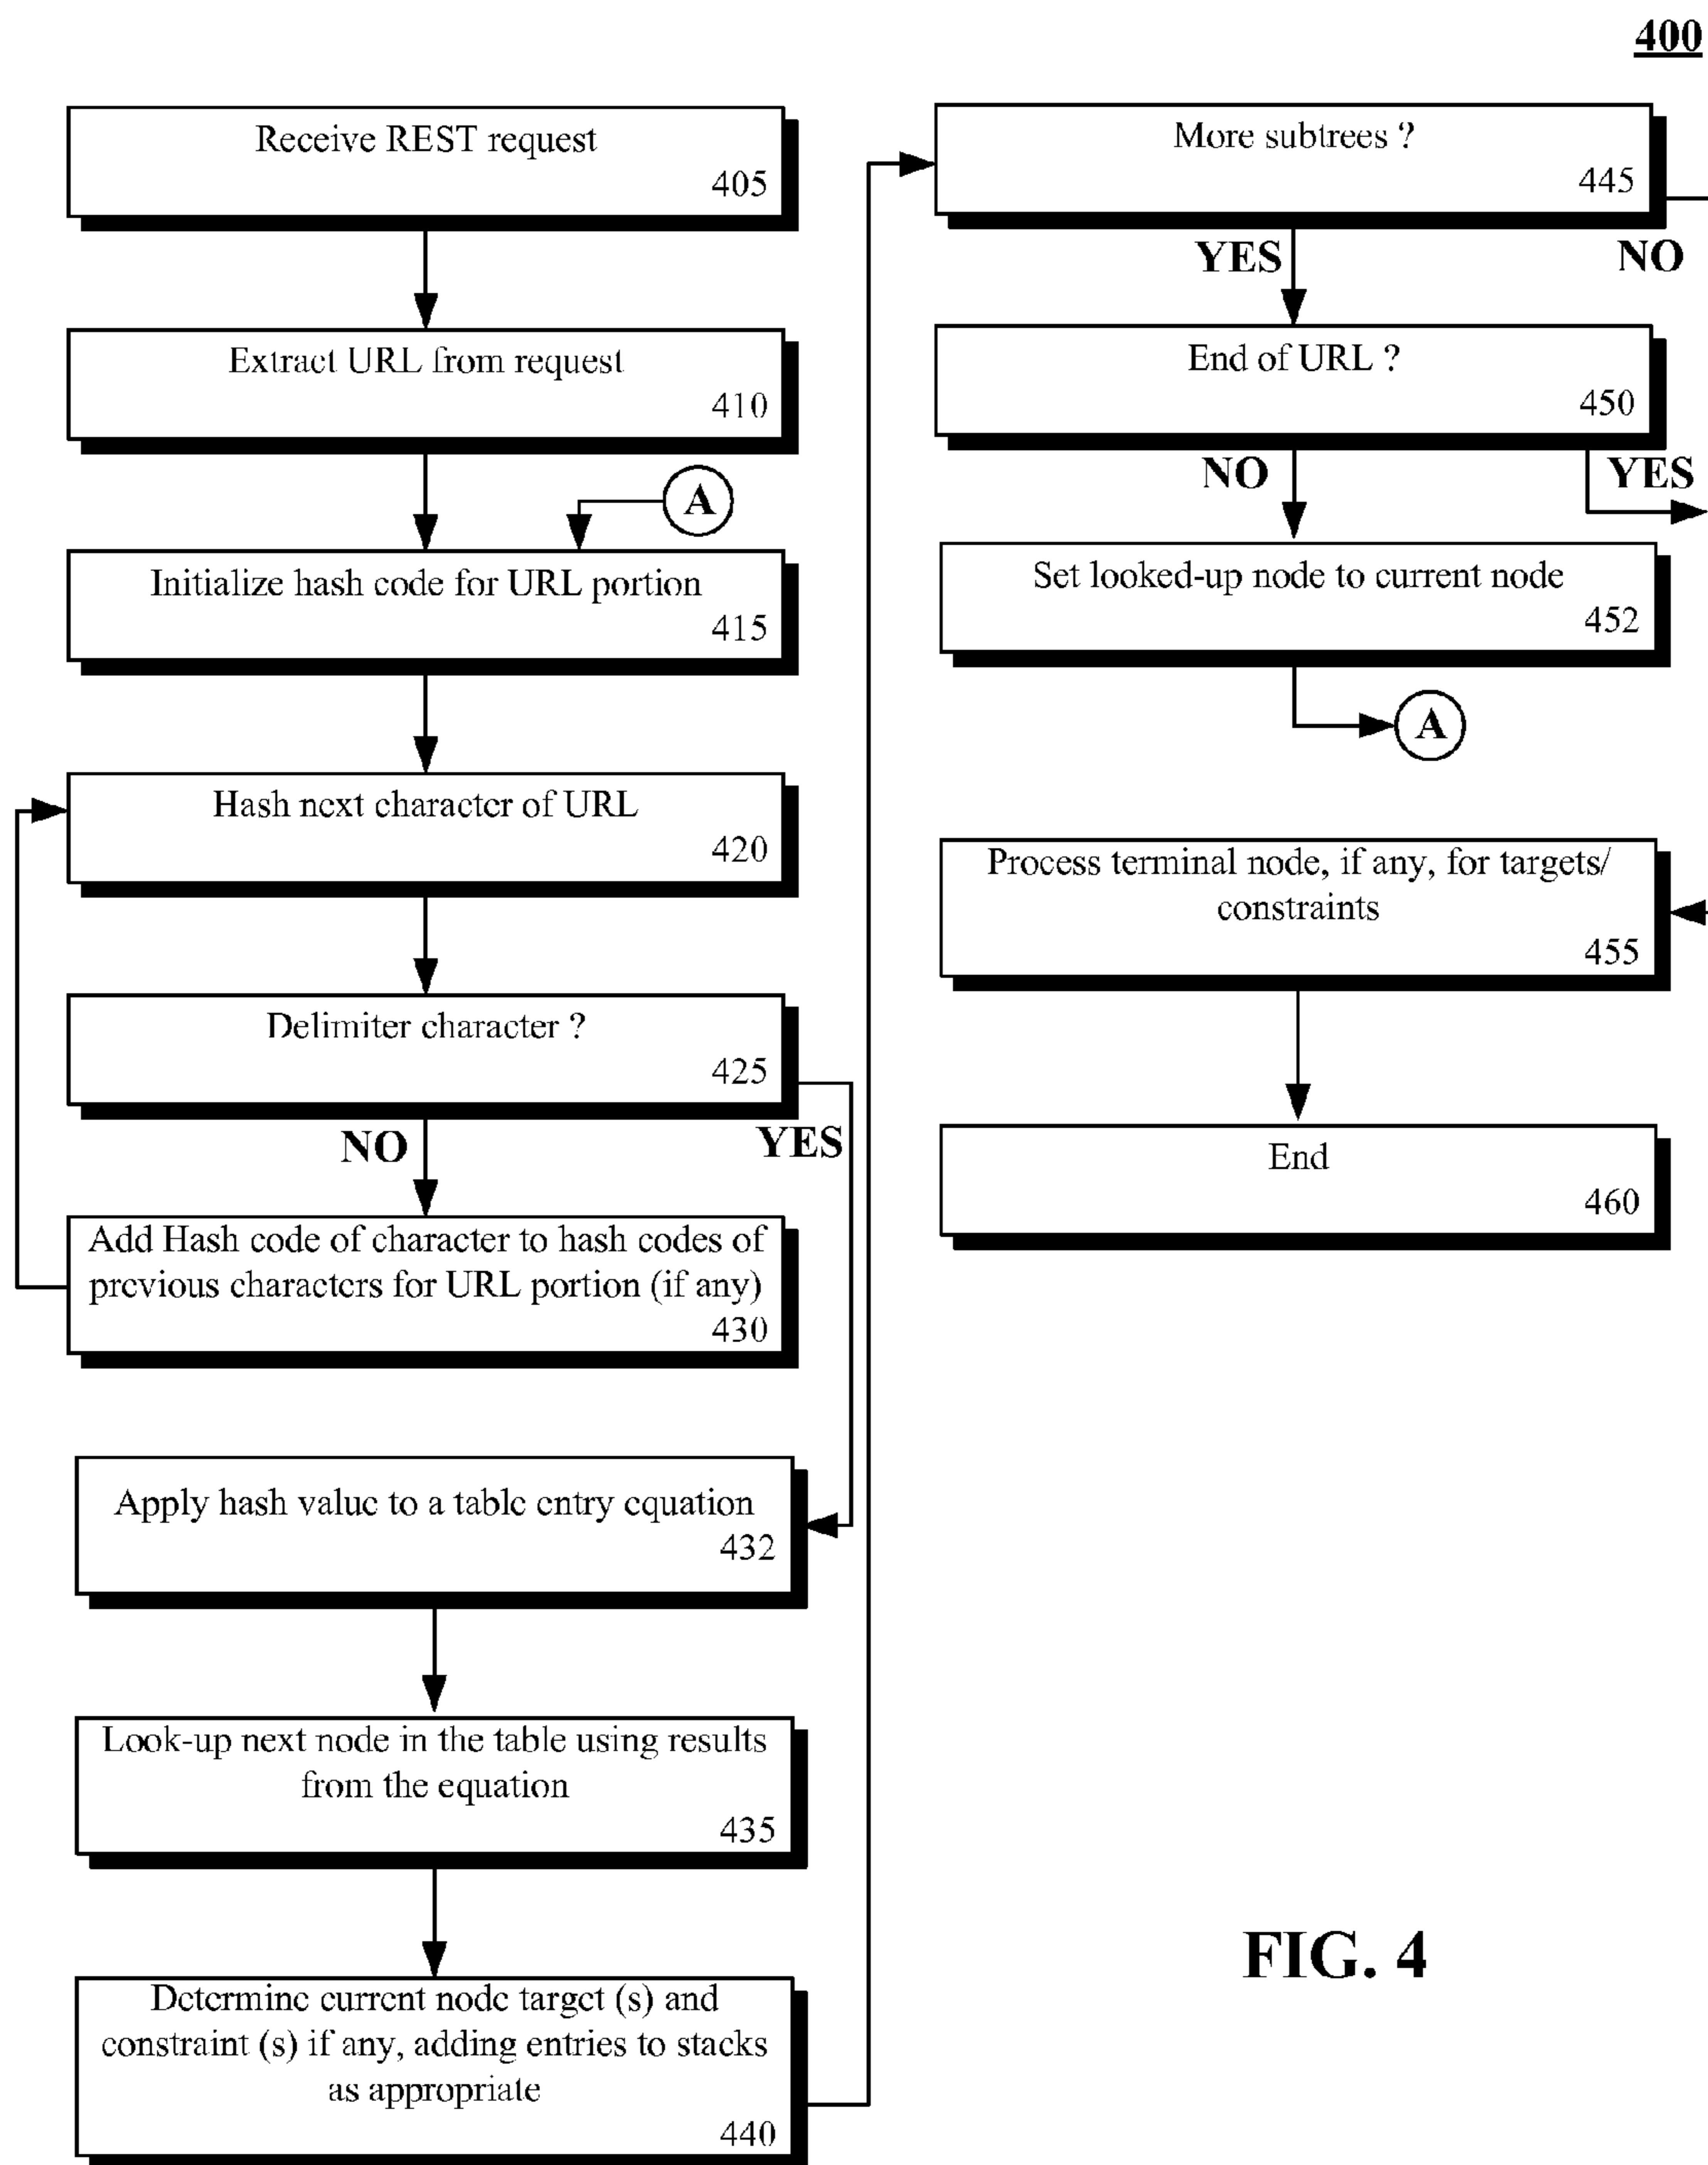 400
Receive REST request
405
Extract URL from request
410
A
Initialize hash code for URL portion
415
Hash next character of URL
420
Delimiter character ?
425
NO
YES
Add Hash code of character to hash codes of
previous characters for URL portion (if any)
430
Apply hash value to a table entry equation
432
Look-up next node in the table using results
from the equation
435
Determine current node target (s) and
constraint (s) if any, adding entries to stacks
as appropriate
440
More subtrees ?
445
YES
NO
End of URL ?
450
NO
YES
Set looked-up node to current node
452
A
Process terminal node, if any, for targets/
constraints
455
End
460
FIG. 4